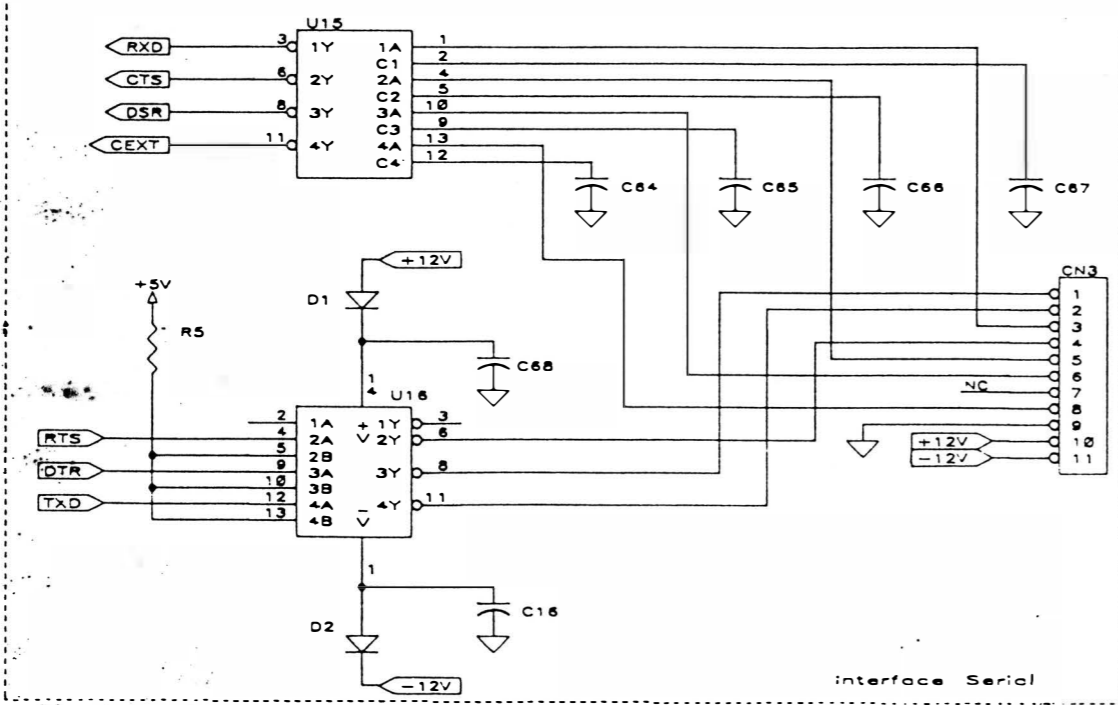 U15
RXD 3 1Y 1A 1
C1 2
CTS 6 2Y 2A 4
C2 5
DSR 8 3Y 3A 10
C3 9
CEXT 11 4Y 4A 13
C4 12
C64 C65 C66 C67
+12V
CN3
+5V
D1
R5
C68
1
4
U16
2 1A + 1Y 3
RTS 4 2A V 2Y 6
5 2B
DTR 9 3A 3Y 8
10 3B
TXD 12 4A - 4Y 11
13 4B V
1
2
3
4
5
6
NC 7
8
9
+12V 10
-12V 11
1
C16
D2
-12V
Interface Serial